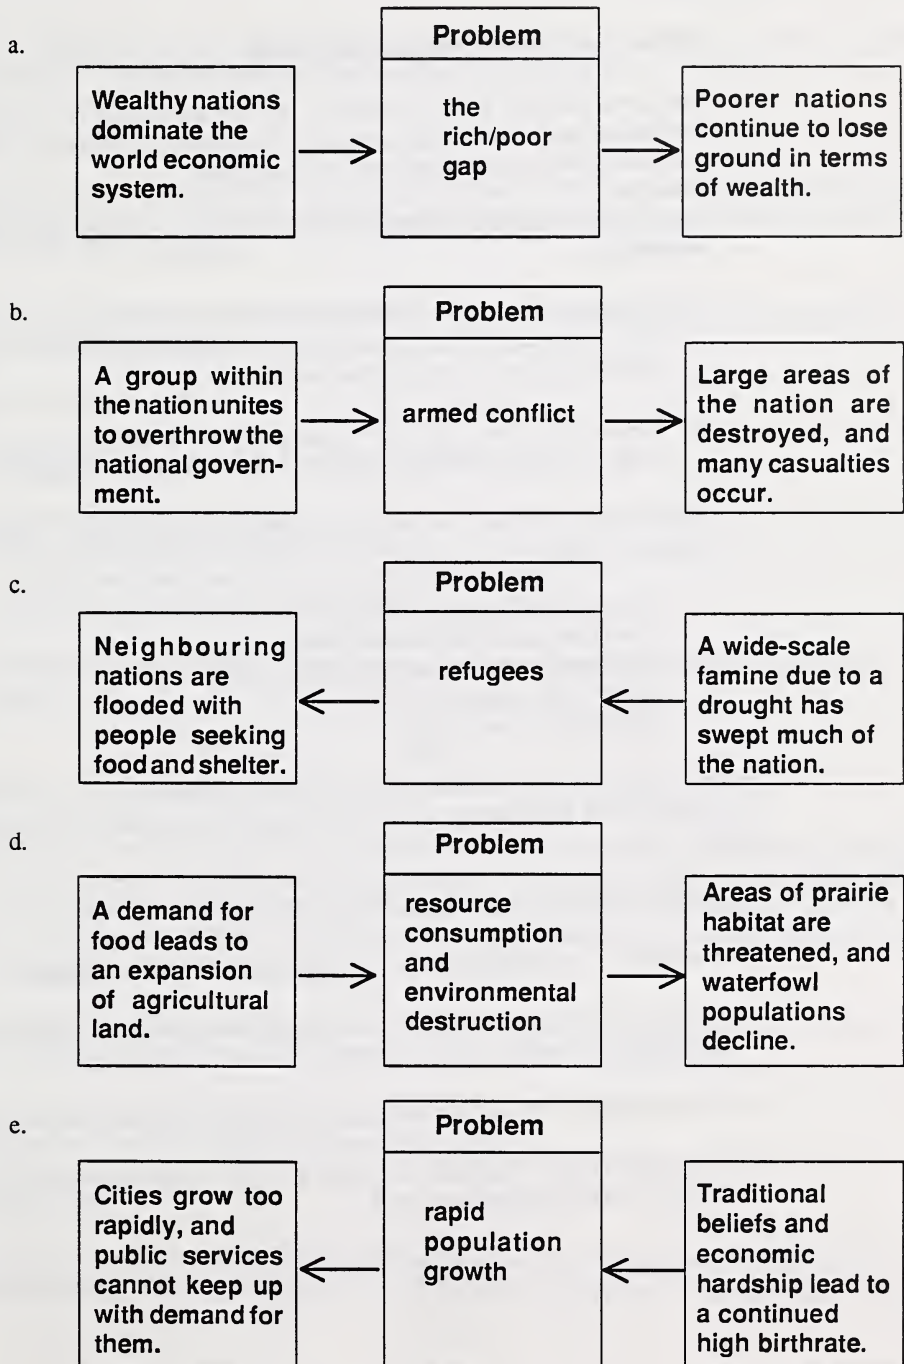 a.
Problem
Wealthy nations
dominate the
world economic
system.
the
rich/poor
gap
Poorer nations
continue to lose
ground in terms
of wealth.
b.
Problem
A group within
the nation unites
to overthrow the
national govern-
ment.
armed conflict
Large areas of
the nation are
destroyed, and
many casualties
occur.
c.
Problem
Neighbouring
nations are
flooded with
people seeking
food and shelter.
refugees
A wide-scale
famine due to a
drought has
swept much of
the nation.
d.
Problem
A demand for
food leads to
an expansion
of agricultural
land.
resource
consumption
and
environmental
destruction
Areas of prairie
habitat are
threatened, and
waterfowl
populations
decline.
e.
Problem
Cities grow too
rapidly, and
public services
cannot keep up
with demand for
them.
rapid
population
growth
Traditional
beliefs and
economic
hardship lead to
a continued
high birthrate.